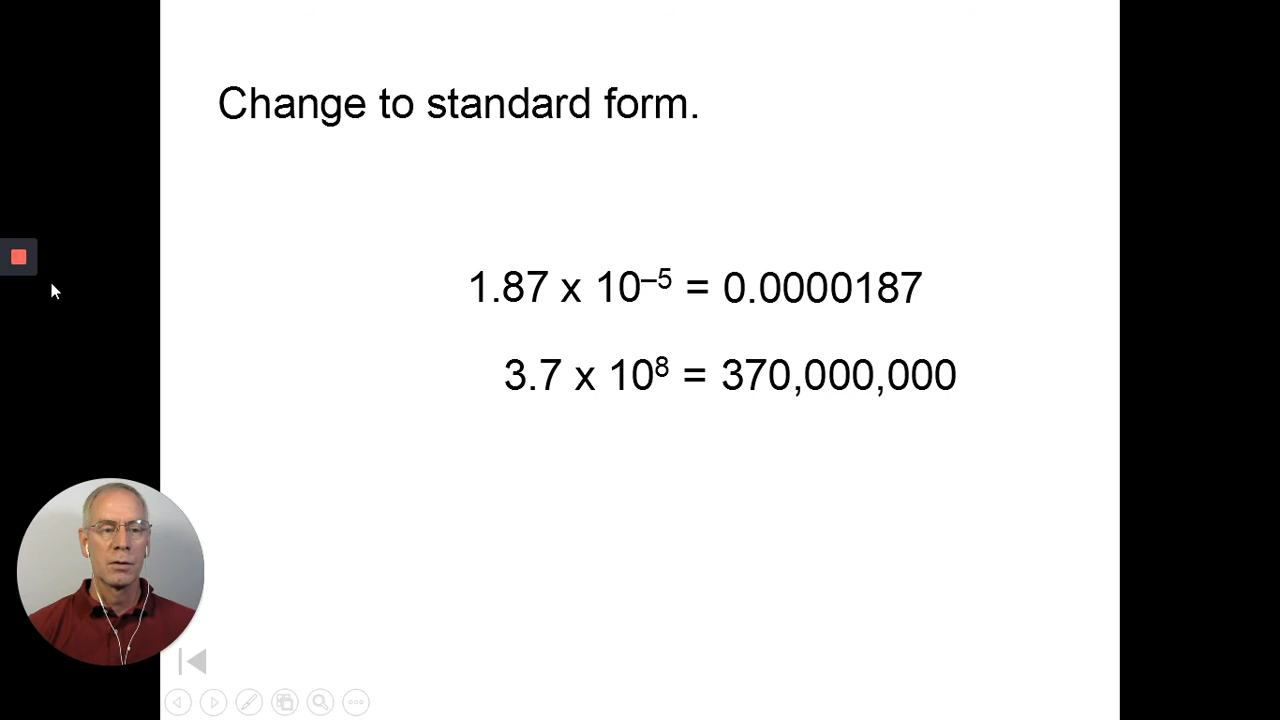 Change to standard form.
1.87 x 10⁻⁵ = 0.0000187
3.7 x 10⁸ = 370,000,000